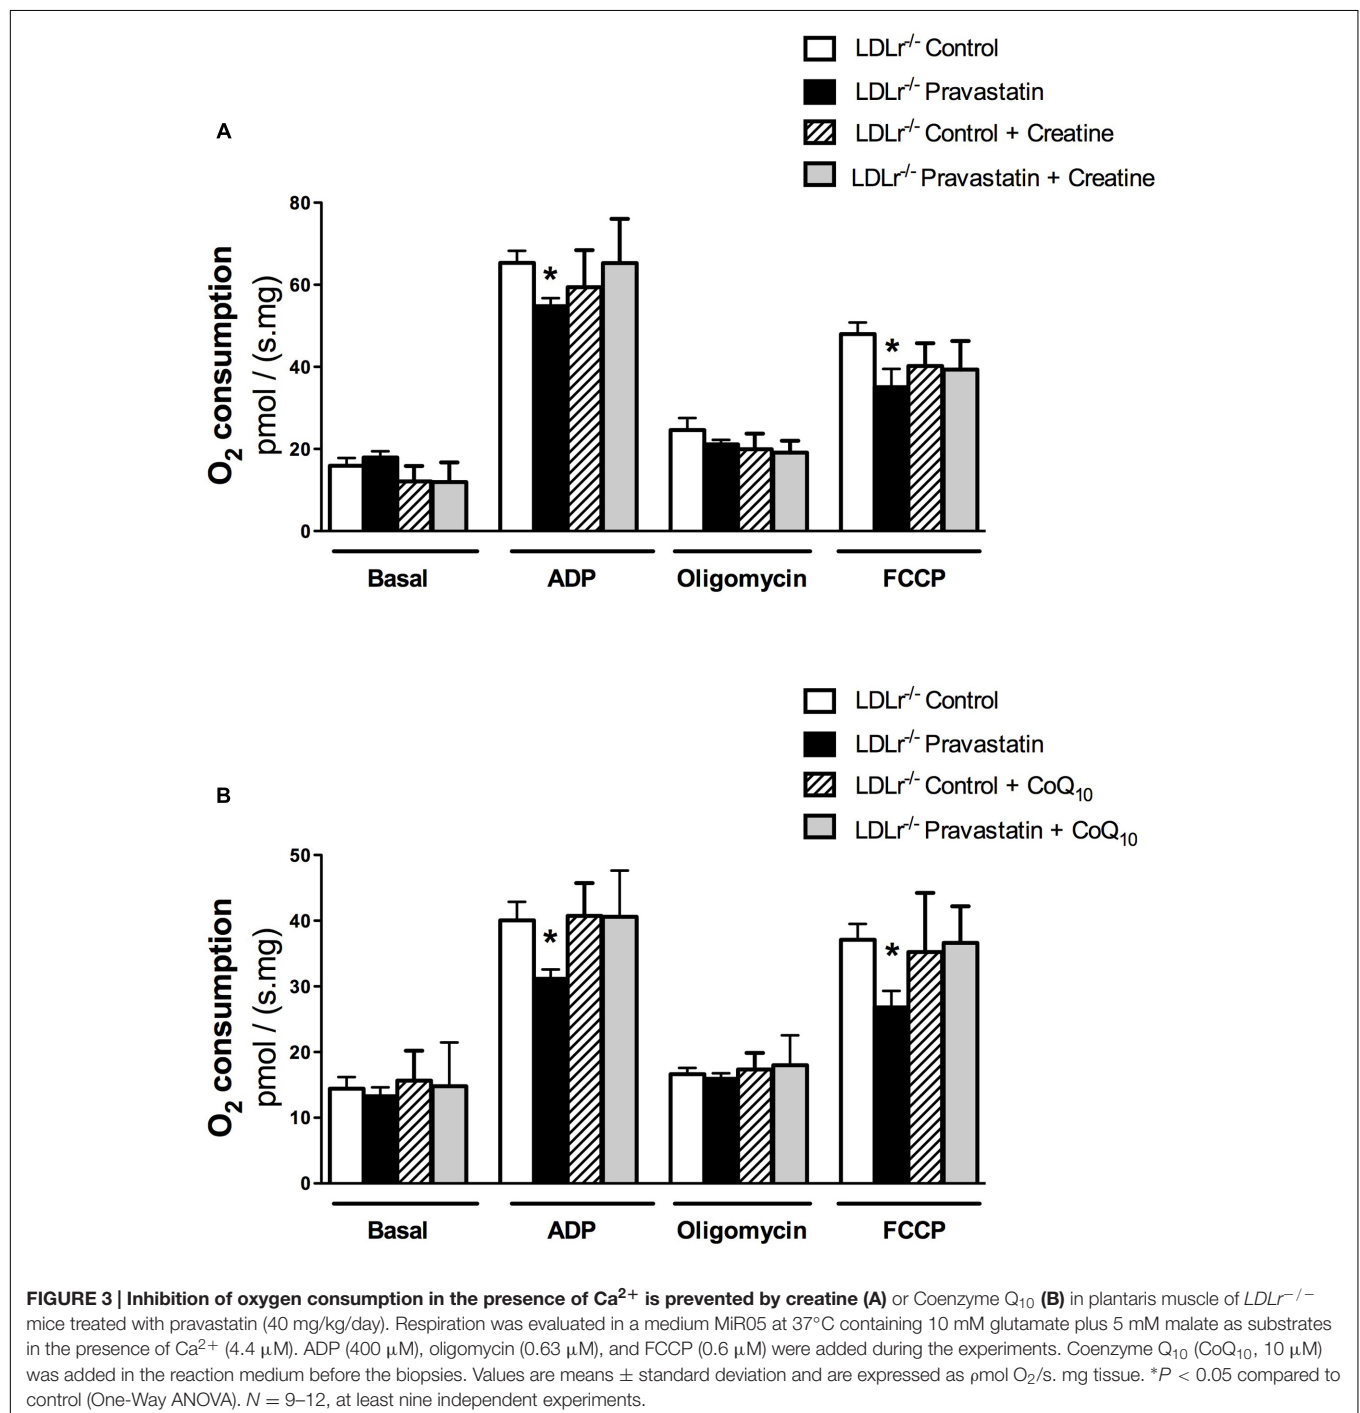 LDLr-/- Control
LDLr-/- Pravastatin
A
LDLr-/- Control + Creatine
LDLr-/- Pravastatin + Creatine
O2 consumption
pmol / (s.mg)
80
60
40
20
0
*
*
Basal ADP Oligomycin FCCP
LDLr-/- Control
LDLr-/- Pravastatin
B
LDLr-/- Control + CoQ10
LDLr-/- Pravastatin + CoQ10
O2 consumption
pmol / (s.mg)
50
40
30
20
10
0
*
*
Basal ADP Oligomycin FCCP
FIGURE 3 | Inhibition of oxygen consumption in the presence of Ca2+ is prevented by creatine (A) or Coenzyme Q10 (B) in plantaris muscle of LDLr−/−
mice treated with pravastatin (40 mg/kg/day). Respiration was evaluated in a medium MiR05 at 37°C containing 10 mM glutamate plus 5 mM malate as substrates
in the presence of Ca2+ (4.4 μM). ADP (400 μM), oligomycin (0.63 μM), and FCCP (0.6 μM) were added during the experiments. Coenzyme Q10 (CoQ10, 10 μM)
was added in the reaction medium before the biopsies. Values are means ± standard deviation and are expressed as ρmol O2/s. mg tissue. *P < 0.05 compared to
control (One-Way ANOVA). N = 9–12, at least nine independent experiments.